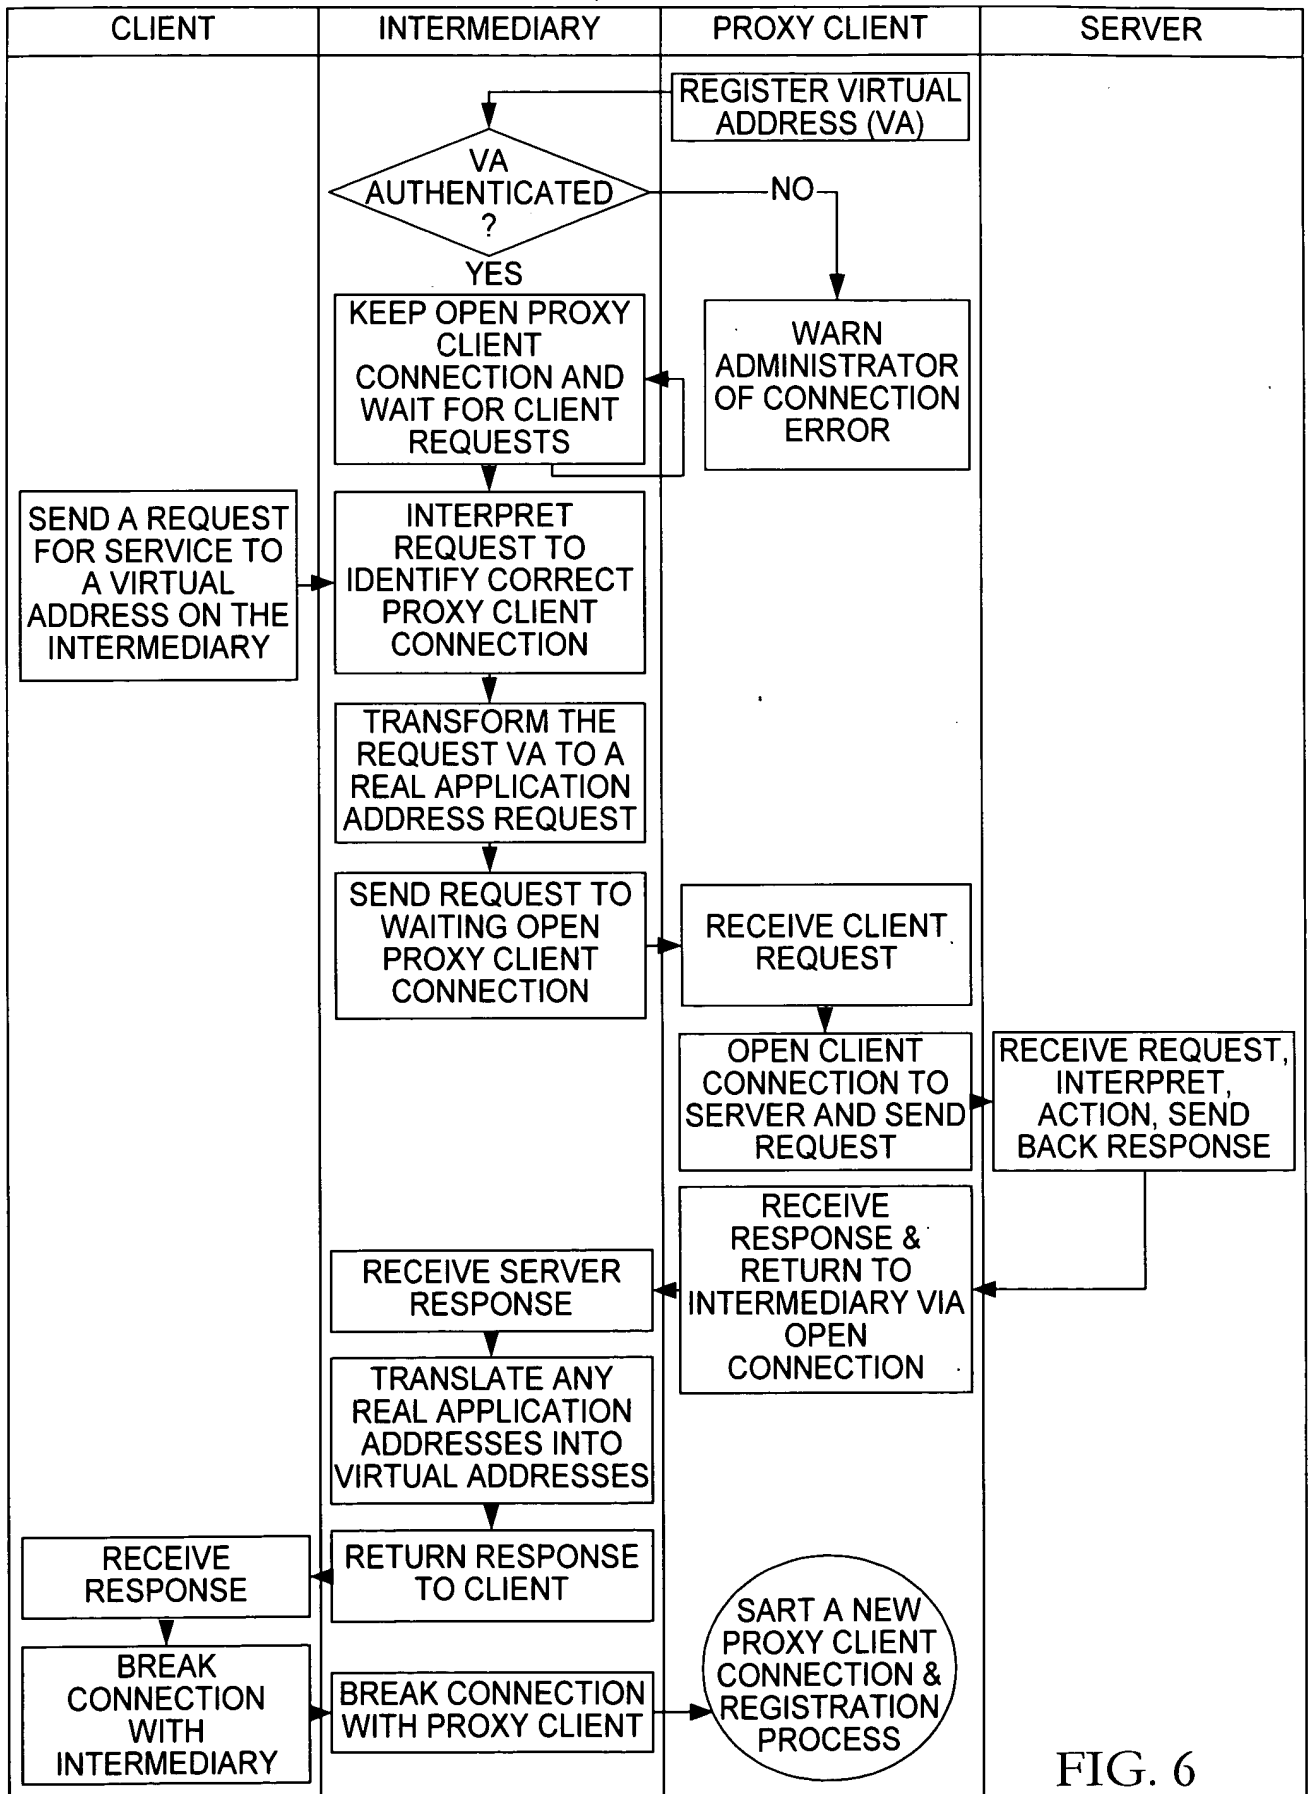 CLIENT
INTERMEDIARY
PROXY CLIENT
SERVER
REGISTER VIRTUAL
ADDRESS (VA)
VA
AUTHENTICATED
?
NO
YES
KEEP OPEN PROXY
CLIENT
CONNECTION AND
WAIT FOR CLIENT
REQUESTS
WARN
ADMINISTRATOR
OF CONNECTION
ERROR
SEND A REQUEST
FOR SERVICE TO
A VIRTUAL
ADDRESS ON THE
INTERMEDIARY
INTERPRET
REQUEST TO
IDENTIFY CORRECT
PROXY CLIENT
CONNECTION
TRANSFORM THE
REQUEST VA TO A
REAL APPLICATION
ADDRESS REQUEST
SEND REQUEST TO
WAITING OPEN
PROXY CLIENT
CONNECTION
RECEIVE CLIENT
REQUEST
OPEN CLIENT
CONNECTION TO
SERVER AND SEND
REQUEST
RECEIVE REQUEST,
INTERPRET,
ACTION, SEND
BACK RESPONSE
RECEIVE
RESPONSE &
RETURN TO
INTERMEDIARY VIA
OPEN
CONNECTION
RECEIVE SERVER
RESPONSE
TRANSLATE ANY
REAL APPLICATION
ADDRESSES INTO
VIRTUAL ADDRESSES
RETURN RESPONSE
TO CLIENT
RECEIVE
RESPONSE
BREAK
CONNECTION
WITH
INTERMEDIARY
BREAK CONNECTION
WITH PROXY CLIENT
SART A NEW
PROXY CLIENT
CONNECTION &
REGISTRATION
PROCESS
FIG. 6